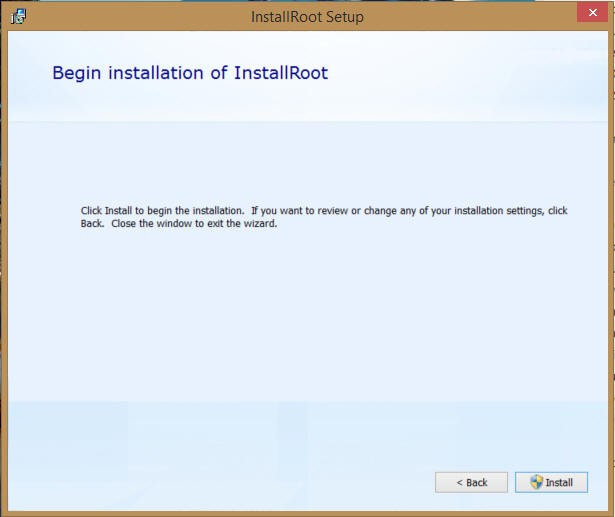 InstallRoot Setup
Begin installation of InstallRoot
Click Install to begin the installation.  If you want to review or change any of your installation settings, click
Back.  Close the window to exit the wizard.
< Back
Install